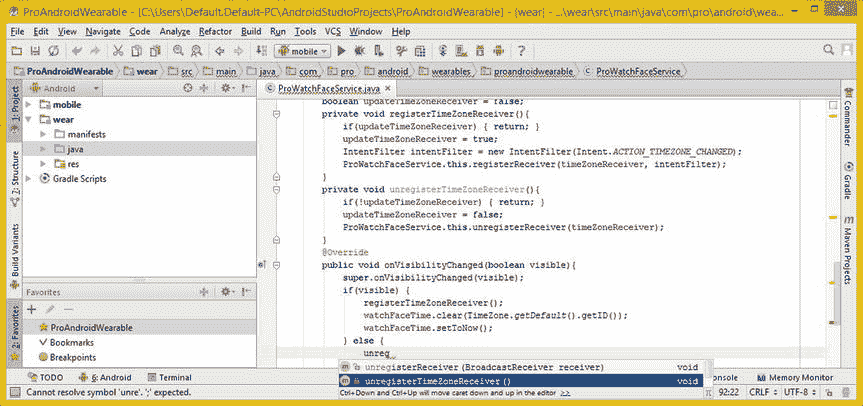 ProAndroidWearable - [C:\Users\Default.Default-PC\AndroidStudioProjects\ProAndroidWearable] - [wear] - ...\wear\src\main\java\com\pro\android\wea...
File Edit View Navigate Code Analyze Refactor Build Run Tools VCS Window Help
mobile
ProAndroidWearable wear src main java com pro android wearables proandroidwearable ProWatchFaceService
Android
ProWatchFaceService.java
1: Project
mobile
wear
manifests
java
res
Gradle Scripts
7: Structure
Build Variants
Favorites
2: Favorites
ProAndroidWearable
Bookmarks
Breakpoints
boolean updateTimeZoneReceiver = false;
private void registerTimeZoneReceiver(){
if(updateTimeZoneReceiver) { return; }
updateTimeZoneReceiver = true;
IntentFilter intentFilter = new IntentFilter(Intent.ACTION_TIMEZONE_CHANGED);
ProWatchFaceService.this.registerReceiver(timeZoneReceiver, intentFilter);
}
private void unregisterTimeZoneReceiver(){
if(!updateTimeZoneReceiver) { return; }
updateTimeZoneReceiver = false;
ProWatchFaceService.this.unregisterReceiver(timeZoneReceiver);
}
@Override
public void onVisibilityChanged(boolean visible){
super.onVisibilityChanged(visible);
if(visible) {
registerTimeZoneReceiver();
watchFaceTime.clear(TimeZone.getDefault().getID());
watchFaceTime.setToNow();
} else {
unreg
unregisterReceiver(BroadcastReceiver receiver) void
unregisterTimeZoneReceiver() void
Ctrl+Down and Ctrl+Up will move caret down and up in the editor >>
Commander
Gradle
Maven Projects
TODO 6: Android Terminal onsole Memory Monitor
Cannot resolve symbol 'unre'. ';' expected. 92:22 CRLF UTF-8